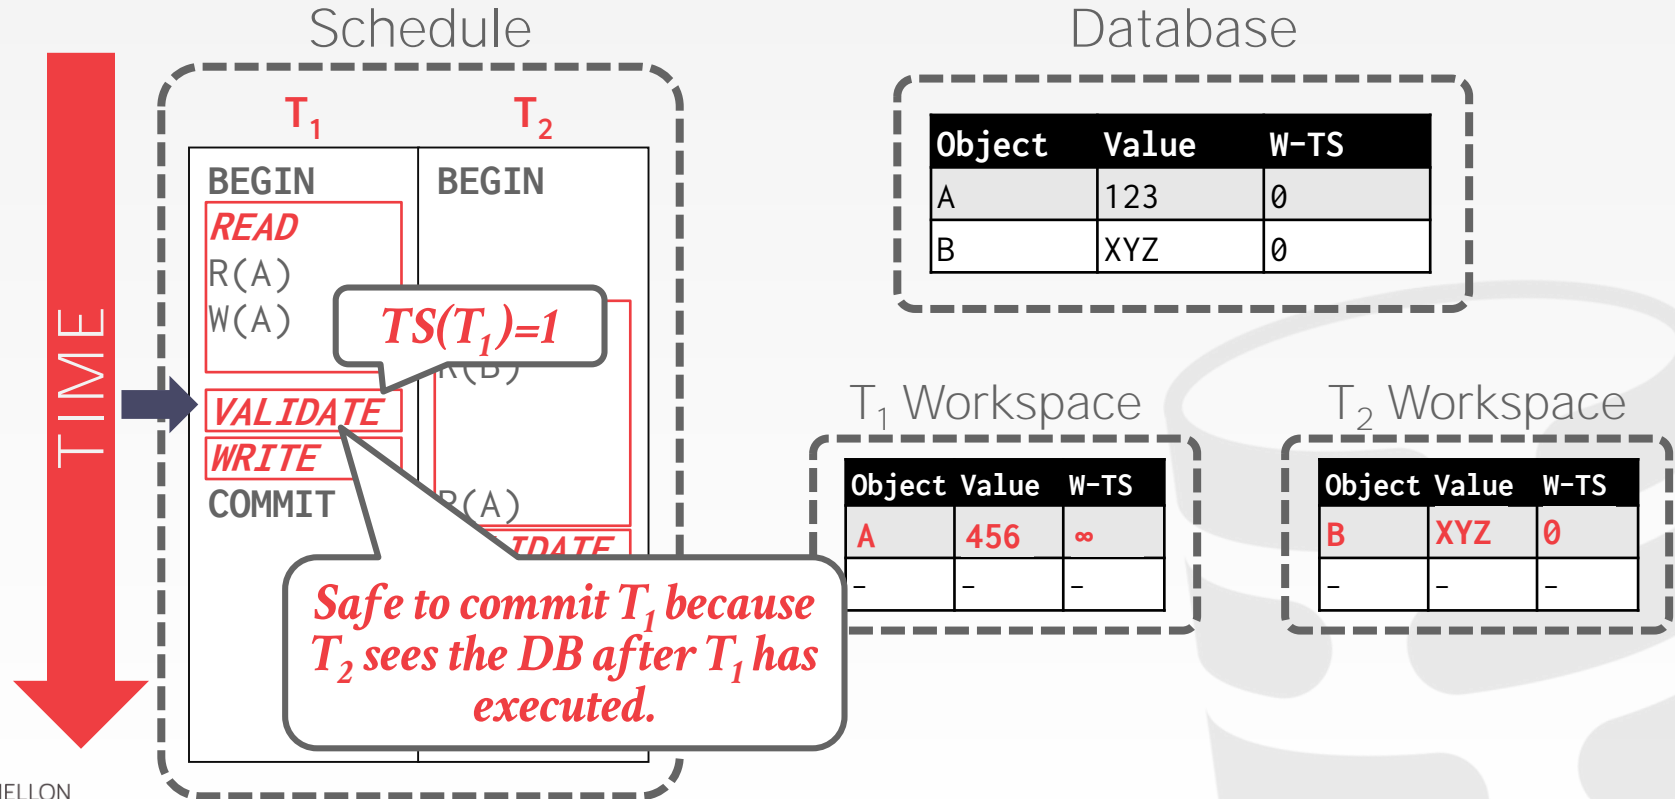 Schedule
T1 T2
BEGIN BEGIN
READ
R(A)
W(A)
TS(T1)=1
R(B)
VALIDATE
WRITE
COMMIT
R(A)
Safe to commit T1 because
T2 sees the DB after T1 has
executed.
TIME
Database
Object Value W-TS
A 123 0
B XYZ 0
T1 Workspace
Object Value W-TS
A 456 ∞
- - -
T2 Workspace
Object Value W-TS
B XYZ 0
- - -